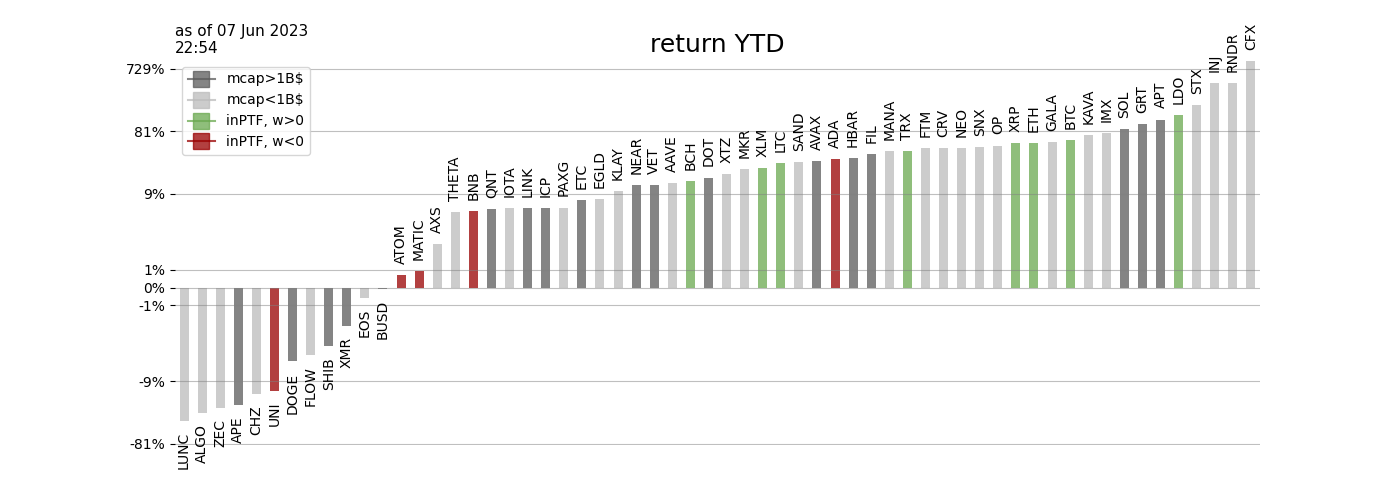 as of 07 Jun 2023
22:54
return YTD
729%
81%
9%
1%
0%
-1%
-9%
-81%
mcap>1B$
mcap<1B$
inPTF, w>0
inPTF, w<0
LUNC
ALGO
ZEC
APE
CHZ
UNI
DOGE
FLOW
SHIB
XMR
EOS
BUSD
ATOM
MATIC
AXS
THETA
BNB
QNT
IOTA
LINK
ICP
PAXG
ETC
EGLD
KLAY
NEAR
VET
AAVE
BCH
DOT
XTZ
MKR
XLM
LTC
SAND
AVAX
ADA
HBAR
FIL
MANA
TRX
FTM
CRV
NEO
SNX
OP
XRP
ETH
GALA
BTC
KAVA
IMX
SOL
GRT
APT
LDO
STX
INJ
RNDR
CFX